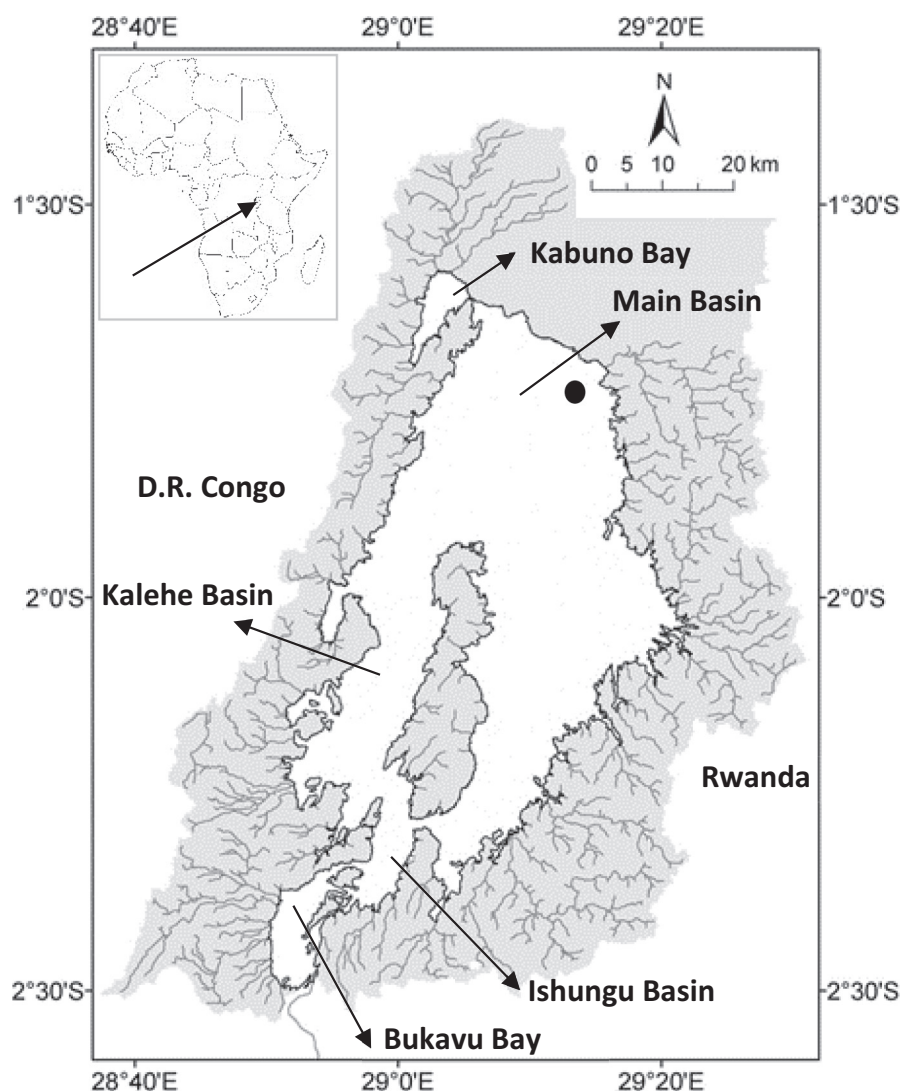 28°40'E 29°0'E 29°20'E
N
0 5 10 20 km
1°30'S 1°30'S
Kabuno Bay
Main Basin
D.R. Congo
2°0'S 2°0'S
Kalehe Basin
Rwanda
2°30'S 2°30'S
Ishungu Basin
Bukavu Bay
28°40'E 29°0'E 29°20'E